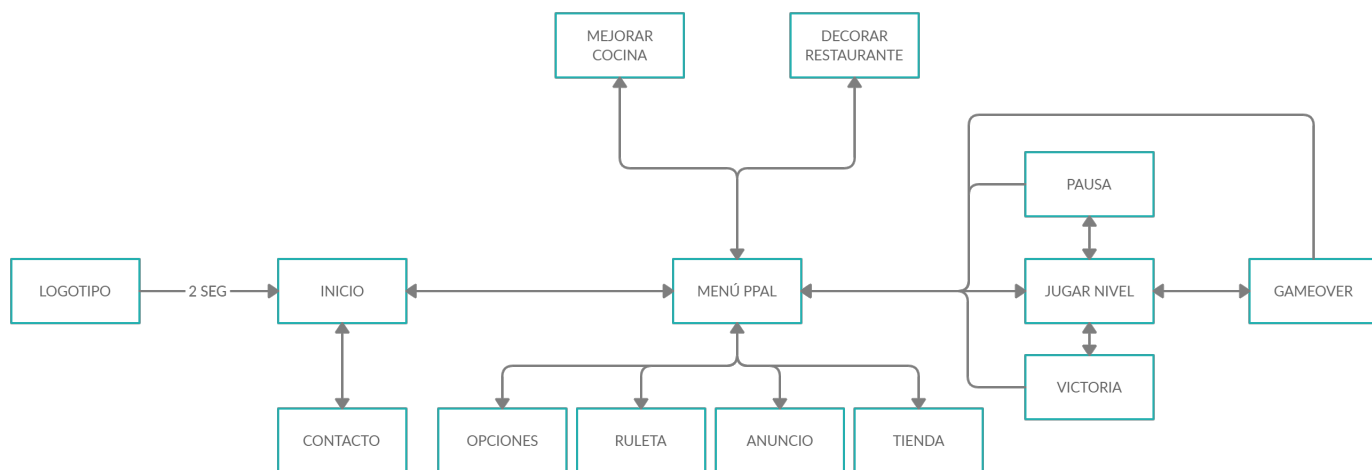 MEJORAR
COCINA
DECORAR
RESTAURANTE
PAUSA
LOGOTIPO
2 SEG
INICIO
MENÚ PPAL
JUGAR NIVEL
GAMEOVER
VICTORIA
CONTACTO
OPCIONES
RULETA
ANUNCIO
TIENDA